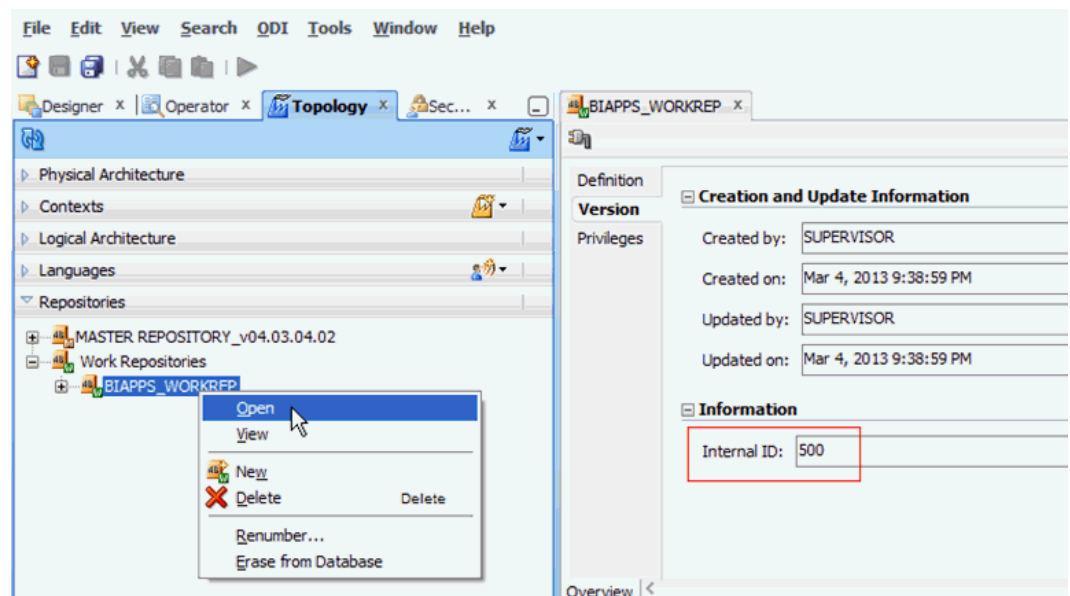 File Edit View Search ODI Tools Window Help
Designer x Operator x Topology x Sec... x
BIAPPS_WORKREP x
Physical Architecture
Contexts
Logical Architecture
Languages
Repositories
MASTER REPOSITORY_v04.03.04.02
Work Repositories
BIAPPS_WORKREP
Open
View
New
Delete Delete
Renumber...
Erase from Database
Definition
Version
Privileges
Creation and Update Information
Created by: SUPERVISOR
Created on: Mar 4, 2013 9:38:59 PM
Updated by: SUPERVISOR
Updated on: Mar 4, 2013 9:38:59 PM
Information
Internal ID: 500
Overview